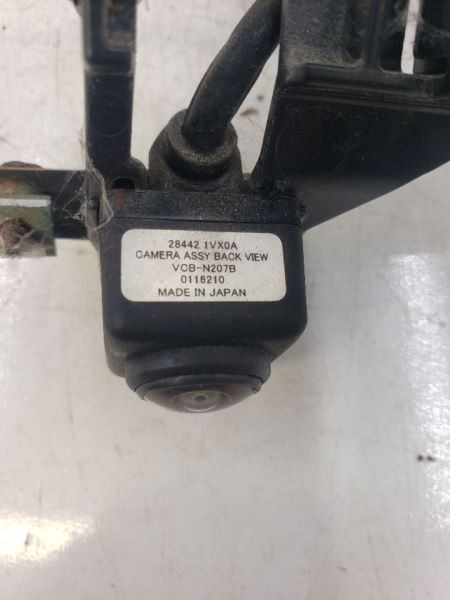 28442 1VX0A
CAMERA ASSY BACK VIEW
VCB-N207B
0116210
MADE IN JAPAN